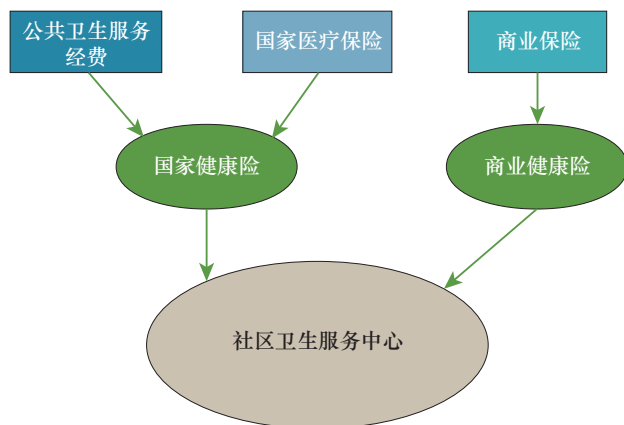 公共卫生服务
经费
国家医疗保险
商业保险
国家健康险
商业健康险
社区卫生服务中心